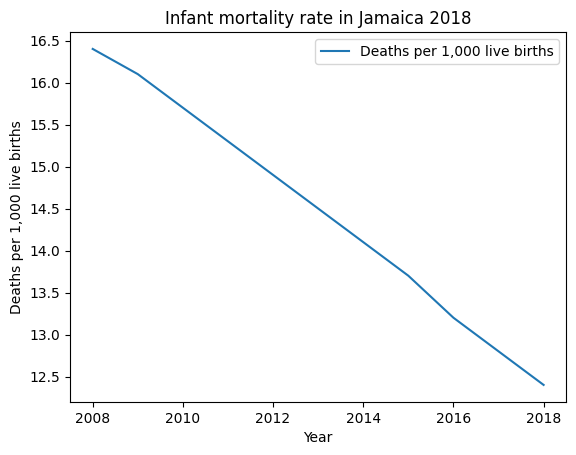 Infant mortality rate in Jamaica 2018
Deaths per 1,000 live births
Deaths per 1,000 live births
16.5
16.0
15.5
15.0
14.5
14.0
13.5
13.0
12.5
2008 2010 2012 2014 2016 2018
Year